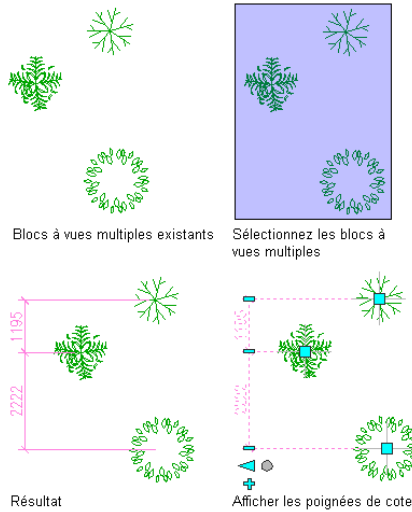 Blocs à vues multiples existants
Sélectionnez les blocs à
vues multiples
1195
2222
Résultat
Afficher les poignées de cote